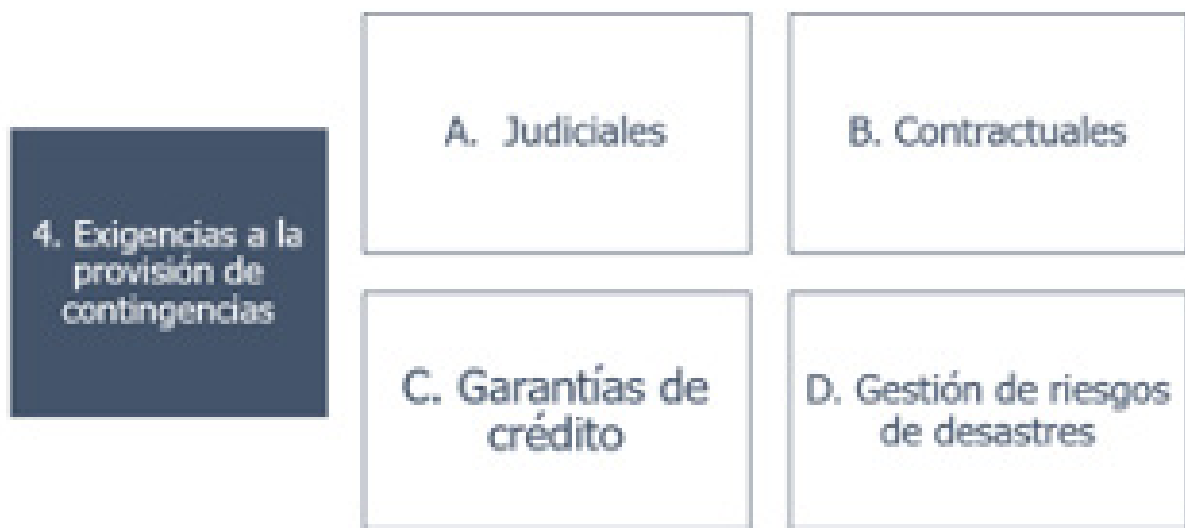 4. Exigencias a la
provisión de
contingencias
A. Judiciales
B. Contractuales
C. Garantías de
crédito
D. Gestión de riesgos
de desastres